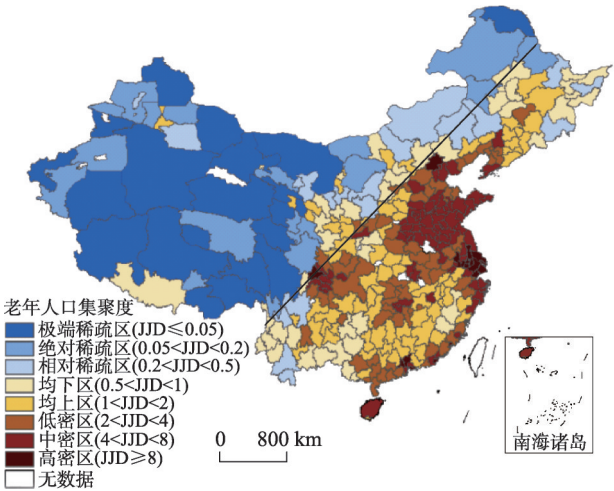 老年人口集聚度
极端稀疏区(JJD≤0.05)
绝对稀疏区(0.05<JJD<0.2)
相对稀疏区(0.2<JJD<0.5)
均下区(0.5<JJD<1)
均上区(1<JJD<2)
低密区(2<JJD<4)
中密区(4<JJD<8)
高密区(JJD≥8)
无数据
0 800 km
南海诸岛